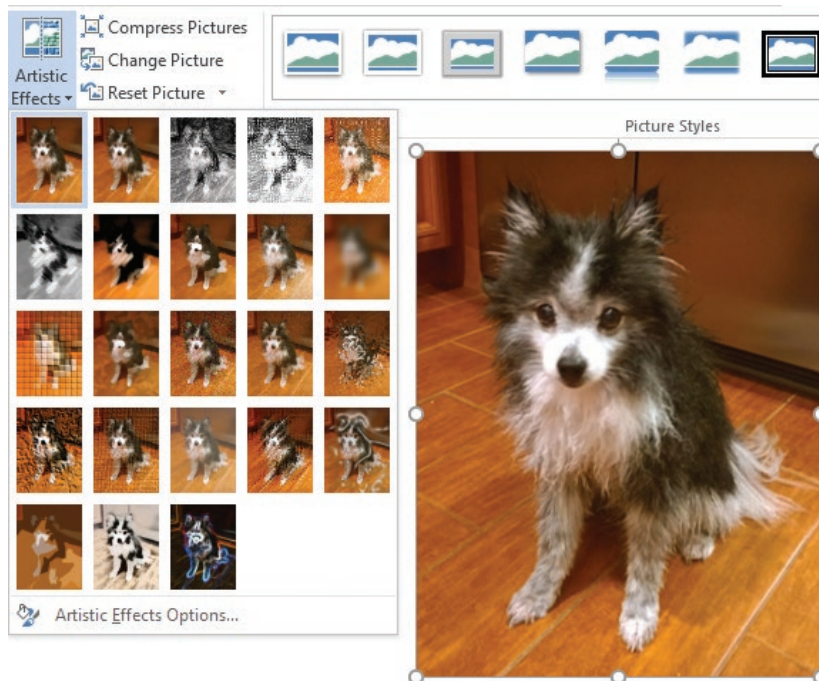 Compress Pictures
Change Picture
Reset Picture
Artistic
Effects
Picture Styles
Artistic Effects Options...